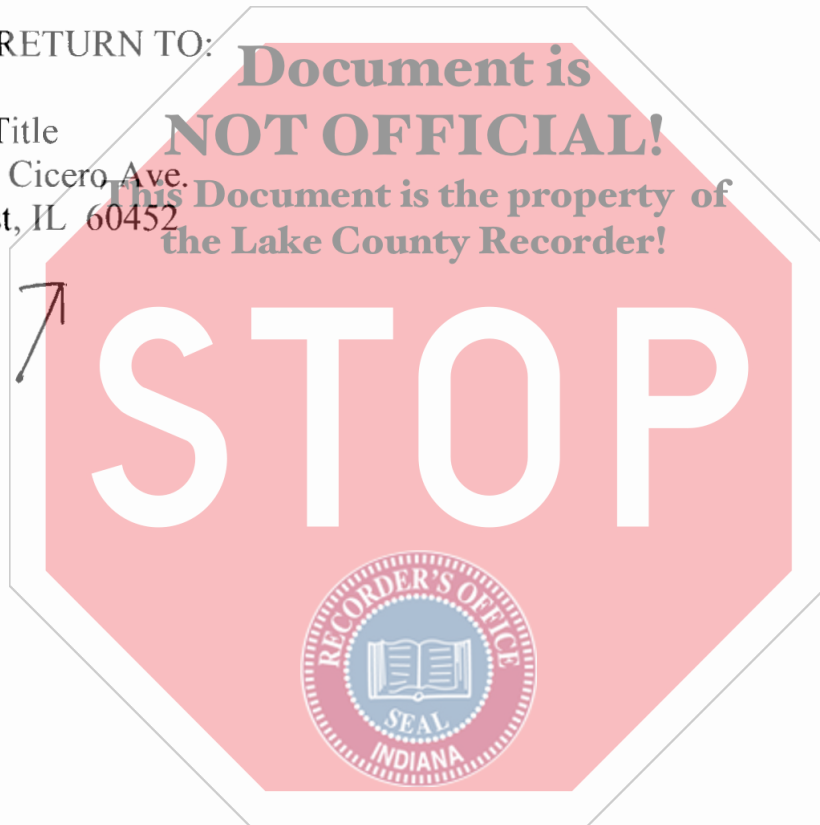 RETURN TO:
Document is
Title
NOT OFFICIAL!
Cicero Ave.
This Document is the property of
t, IL 60452
the Lake County Recorder!
STOP
RECORDER'S OFFICE
SEAL
INDIANA